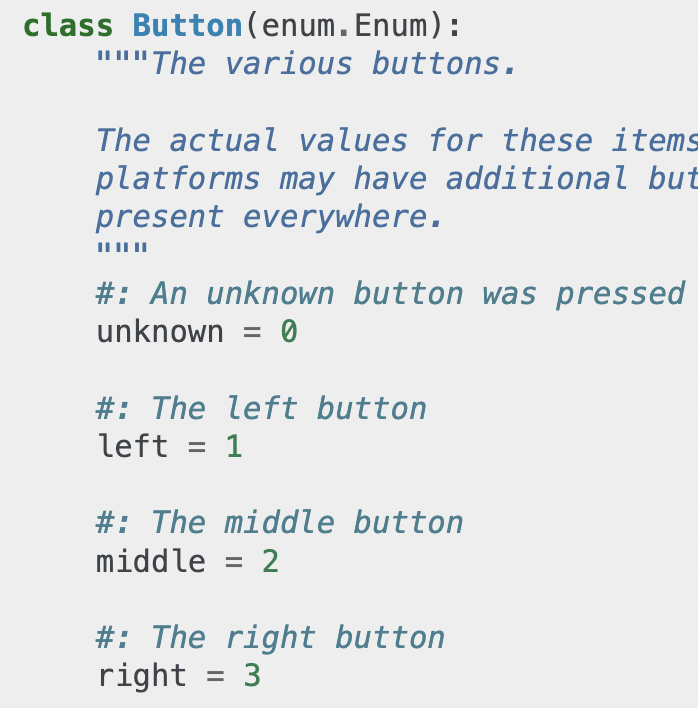 class Button(enum.Enum):
"""The various buttons.
The actual values for these items
platforms may have additional
present everywhere.
"""
#: An unknown button was pressed
unknown = 0
#: The left button
left = 1
#: The middle button
middle = 2
#: The right button
right = 3